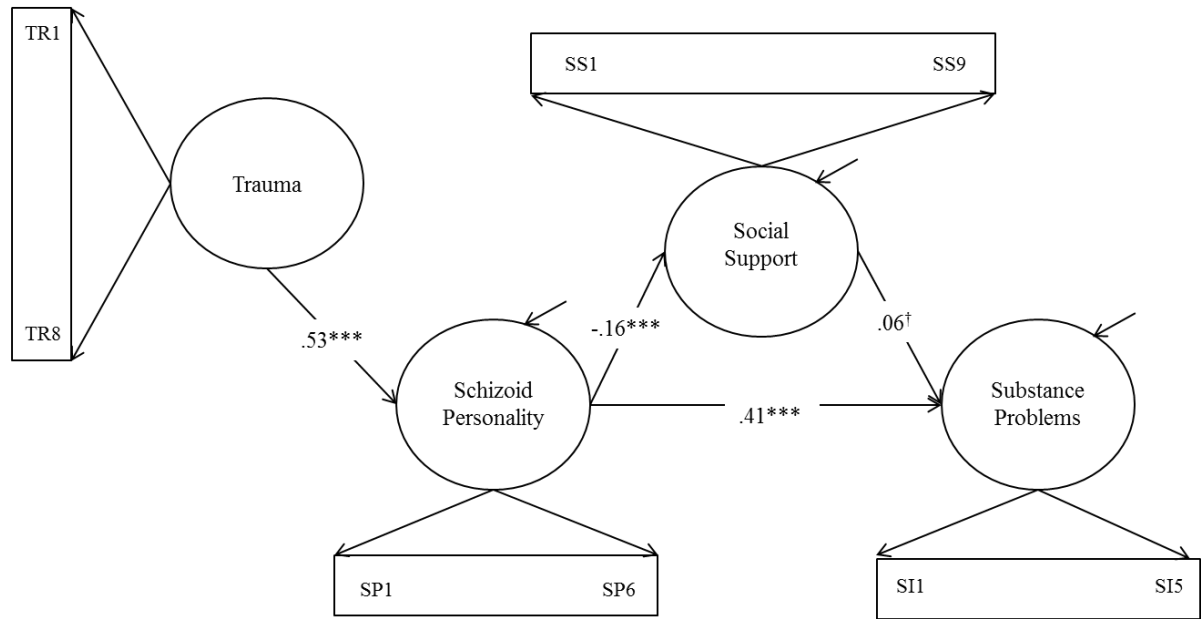 TR1
SS1
SS9
Trauma
Social
Support
TR8
.53***
-.16***
.06†
Schizoid
Personality
.41***
Substance
Problems
SP1
SP6
SI1
SI5